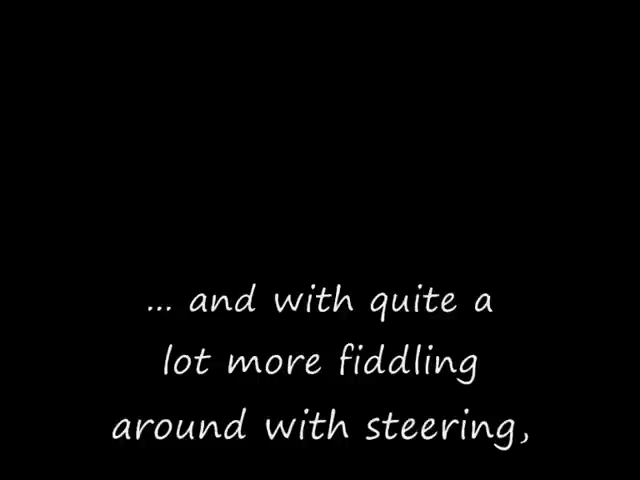 ... and with quite a
lot more fiddling
around with steering,